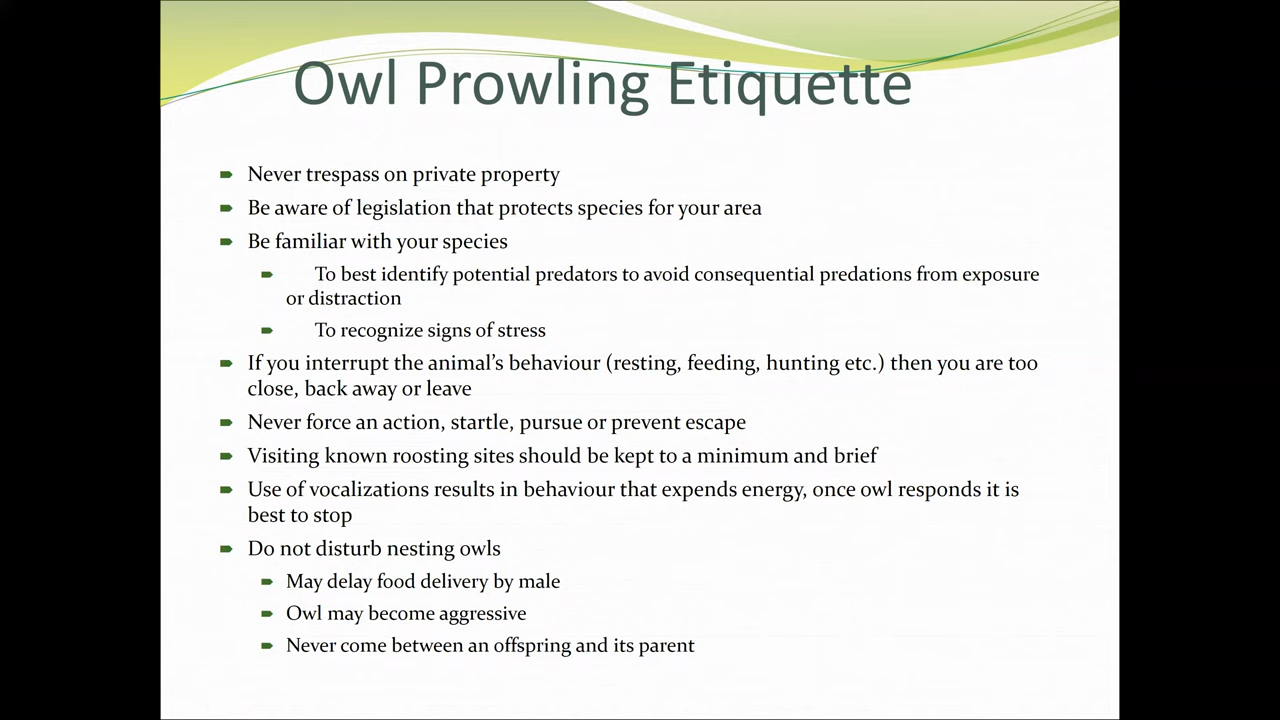 Owl Prowling Etiquette
Never trespass on private property
Be aware of legislation that protects species for your area
Be familiar with your species
To best identify potential predators to avoid consequential predations from exposure
or distraction
To recognize signs of stress
If you interrupt the animal's behaviour (resting, feeding, hunting etc.) then you are too
close, back away or leave
Never force an action, startle, pursue or prevent escape
Visiting known roosting sites should be kept to a minimum and brief
Use of vocalizations results in behaviour that expends energy, once owl responds it is
best to stop
Do not disturb nesting owls
May delay food delivery by male
Owl may become aggressive
Never come between an offspring and its parent